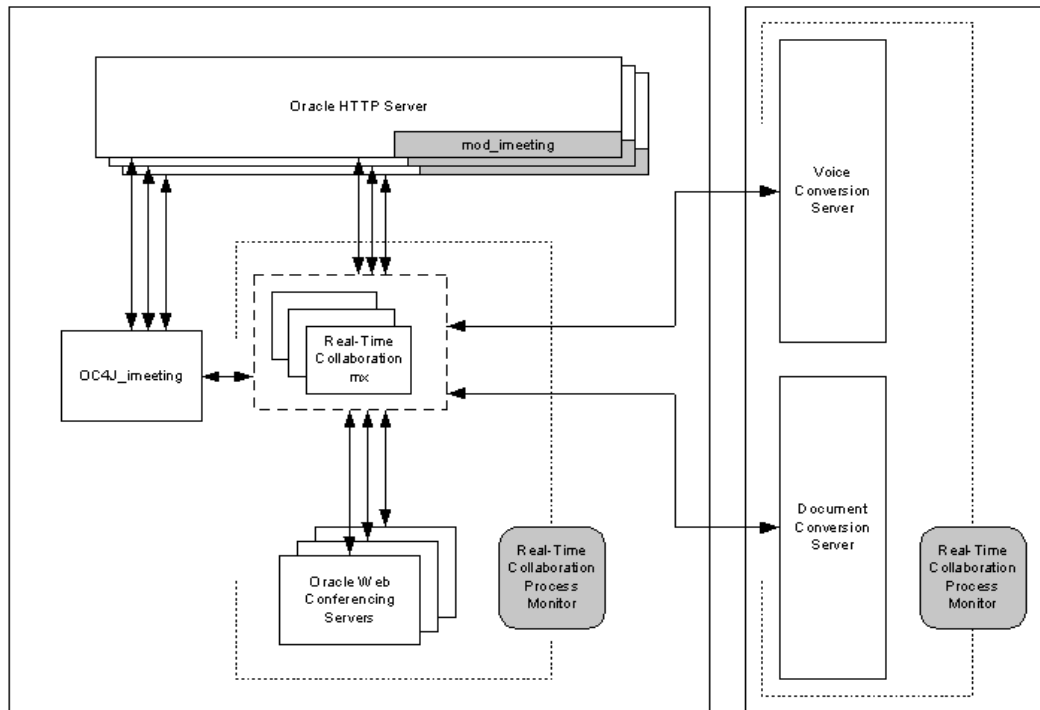 Oracle HTTP Server
mod_imeeting
Voice
Conversion
Server
Real-Time
Collaboration
mx
OC4J_imeeting
Document
Conversion
Server
Real-Time
Collaboration
Process
Monitor
Real-Time
Collaboration
Process
Monitor
Oracle Web
Conferencing
Servers